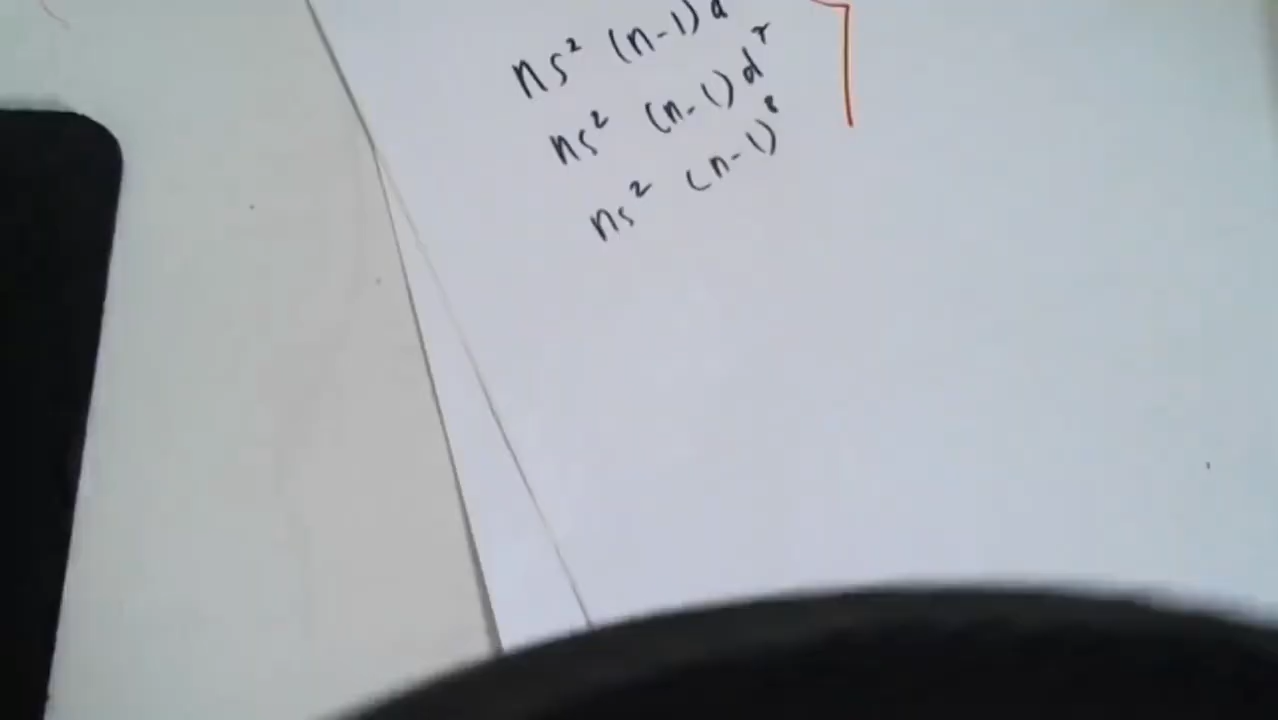 ns² (n-1) d
ns² (n-1) d⁷
ns² (n-1)⁸